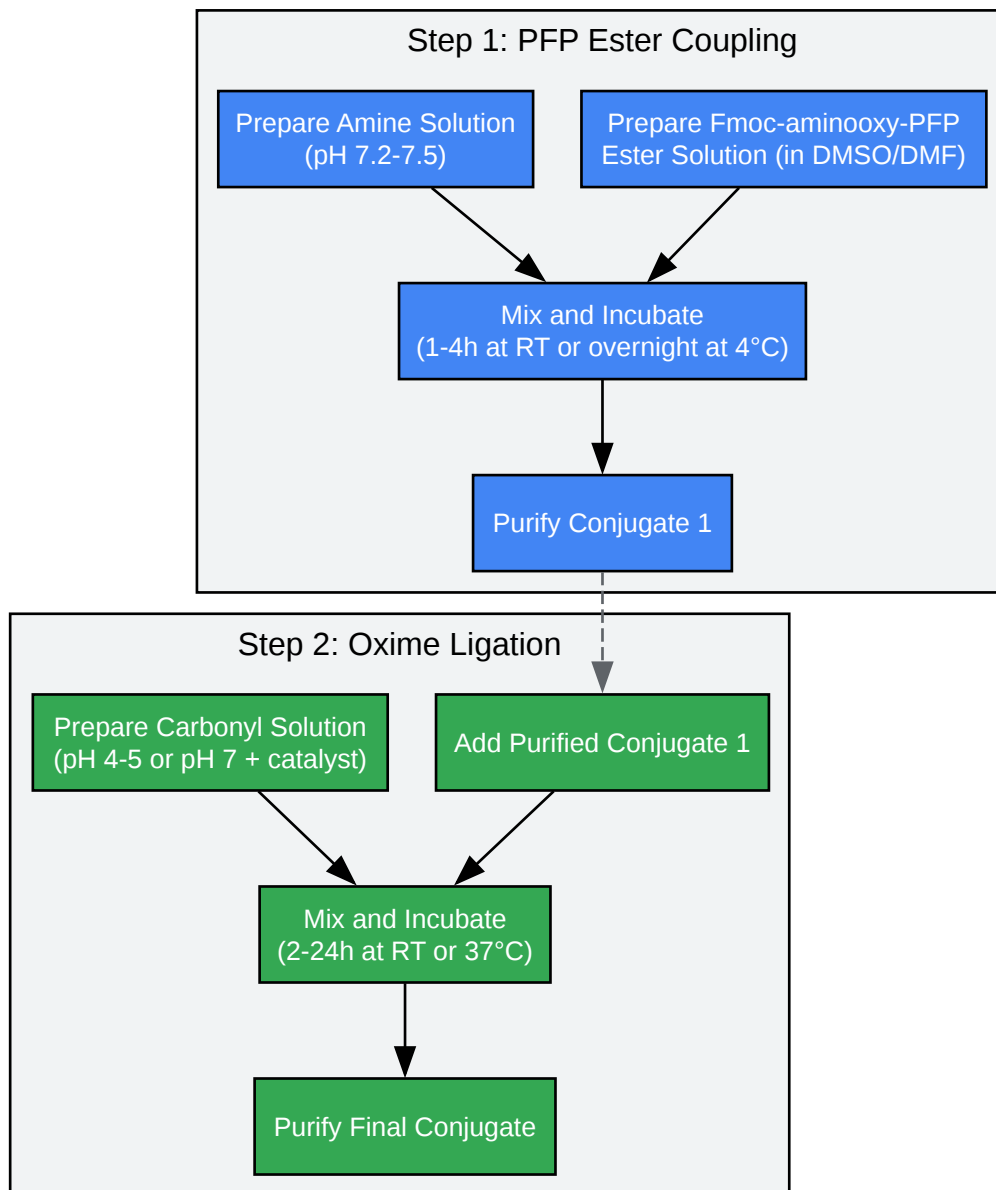 Step 1: PFP Ester Coupling
Prepare Amine Solution
(pH 7.2-7.5)
Prepare Fmoc-aminooxy-PFP
Ester Solution (in DMSO/DMF)
Mix and Incubate
(1-4h at RT or overnight at 4°C)
Purify Conjugate 1
Step 2: Oxime Ligation
Prepare Carbonyl Solution
(pH 4-5 or pH 7 + catalyst)
Add Purified Conjugate 1
Mix and Incubate
(2-24h at RT or 37°C)
Purify Final Conjugate